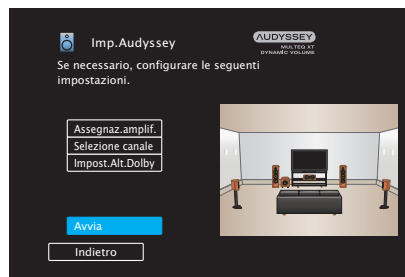 Imp.Audyssey
AUDYSSEY
MULTEQ XT
DYNAMIC VOLUME
Se necessario, configurare le seguenti
impostazioni.
Assegnaz.amplif.
Selezione canale
Impost.Alt.Dolby
Avvia
Indietro